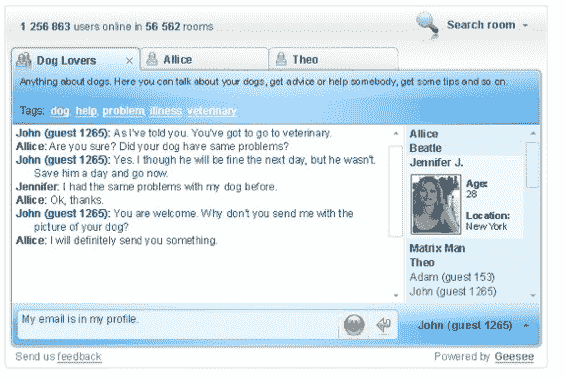 1 256 863 users online in 56 562 rooms
Search room
Dog Lovers
Allice
Theo
Anything about dogs. Here you can talk about your dogs, get advice or help somebody, get some tips and so on.
Tags: dog help problem illness veterinary
John (guest 1265): As I've told you. You've got to go to veterinary.
Allice: Are you sure? Did your dog have same problems?
John (guest 1265): Yes. I though he will be fine the next day, but he wasn't.
Save him a day and go now.
Jennifer: I had the same problems with my dog before.
Allice: Ok, thanks.
John (guest 1265): You are welcome. Why don't you send me with the
picture of your dog?
Allice: I will definitely send you something.
Allice
Beatle
Jennifer J.
Age:
28
Location:
New York
Matrix Man
Theo
Adam (guest 153)
John (guest 1265)
My email is in my profile.
John (guest 1265)
Send us feedback
Powered by Geesee